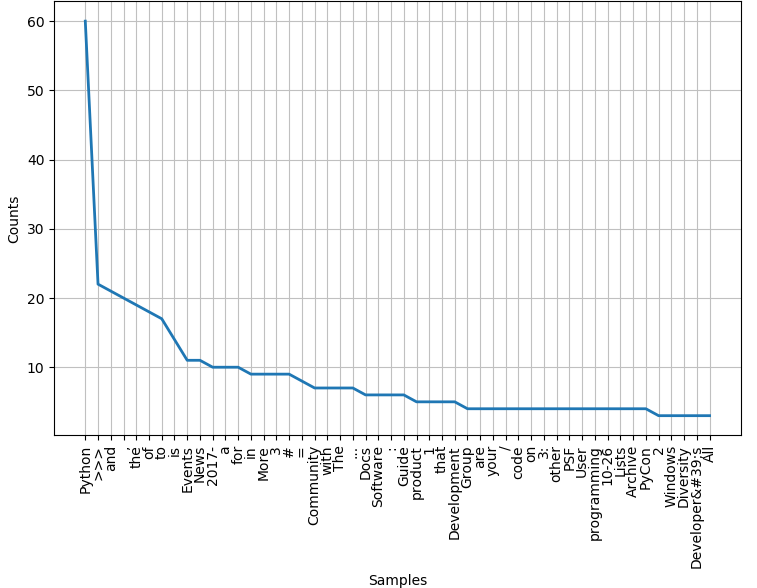 60
50
40
30
20
10
Counts
Python
>>>
and
.
the
of
to
is
Events
News
2017-
a
for
in
More
3
#
=
Community
with
The
...
Docs
Software
:
Guide
product
1
that
Development
Group
are
your
/
code
on
3:
other
PSF
User
programming
10-26
Lists
Archive
PyCon
2
Windows
Diversity
Developer&#39;s
All
Samples